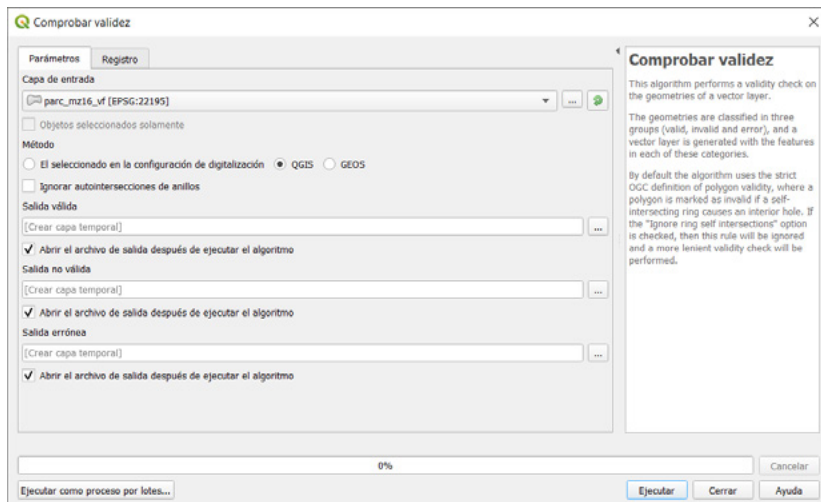 Comprobar validez
Parámetros
Registro
Capa de entrada
parc_mz16_vf [EPSG:22195]
...
Objetos seleccionados solamente
Método
El seleccionado en la configuración de digitalización
QGIS
GEOS
Ignorar autointersecciones de anillos
Salida válida
[Crear capa temporal]
...
Abrir el archivo de salida después de ejecutar el algoritmo
Salida no válida
[Crear capa temporal]
...
Abrir el archivo de salida después de ejecutar el algoritmo
Salida errónea
[Crear capa temporal]
...
Abrir el archivo de salida después de ejecutar el algoritmo
Comprobar validez
This algorithm performs a validity check on
the geometries of a vector layer.
The geometries are classified in three
groups (valid, invalid and error), and a
vector layer is generated with the features
in each of these categories.
By default the algorithm uses the strict
OGC definition of polygon validity, where a
polygon is marked as invalid if a self-
intersecting ring causes an interior hole. If
the "Ignore ring self intersections" option
is checked, then this rule will be ignored
and a more lenient validity check will be
performed.
0%
Cancelar
Ejecutar como proceso por lotes...
Ejecutar
Cerrar
Ayuda